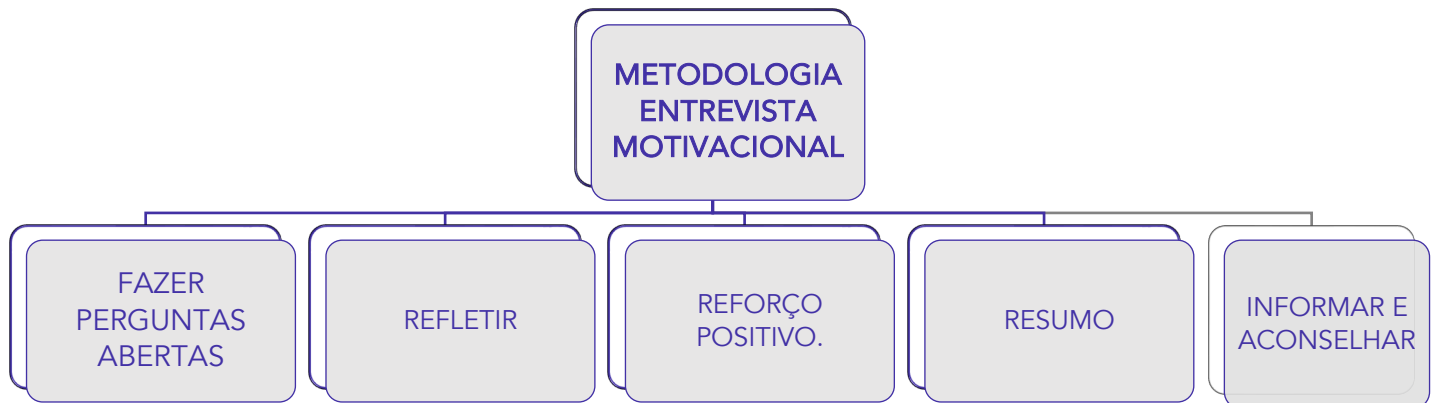 METODOLOGIA
ENTREVISTA
MOTIVACIONAL
FAZER
PERGUNTAS
ABERTAS
REFLETIR
REFORÇO
POSITIVO.
RESUMO
INFORMAR E
ACONSELHAR